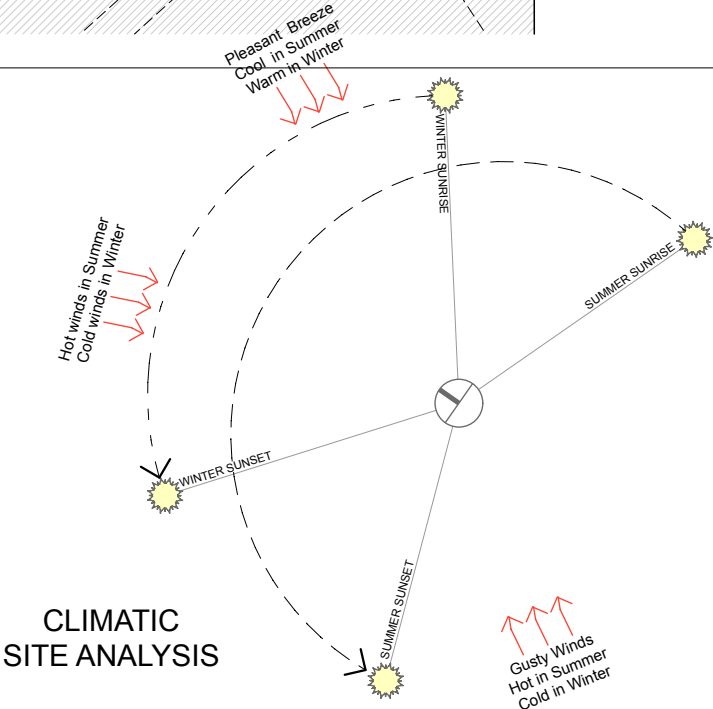 Pleasant Breeze
Cool in Summer
Warm in Winter
WINTER SUNRISE
SUMMER SUNRISE
Hot winds in Summer
Cold winds in Winter
WINTER SUNSET
SUMMER SUNSET
CLIMATIC
SITE ANALYSIS
Gusty Winds
Hot in Summer
Cold in Winter